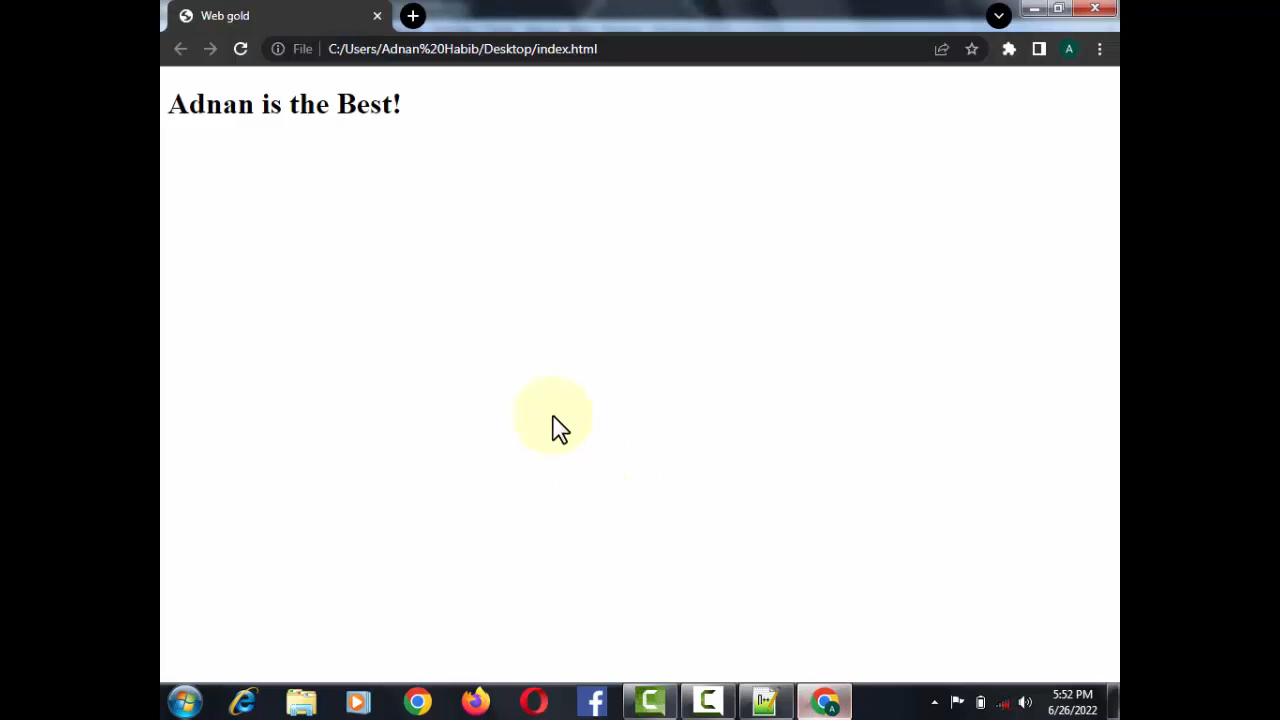 Web gold
File C:/Users/Adnan%20Habib/Desktop/index.html
A
Adnan is the Best!
5:52 PM
6/26/2022